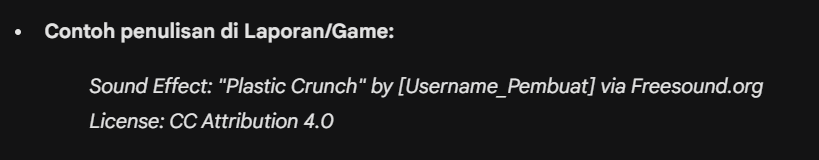 • Contoh penulisan di Laporan/Game:
Sound Effect: "Plastic Crunch" by [Username_Pembuat] via Freesound.org
License: CC Attribution 4.0